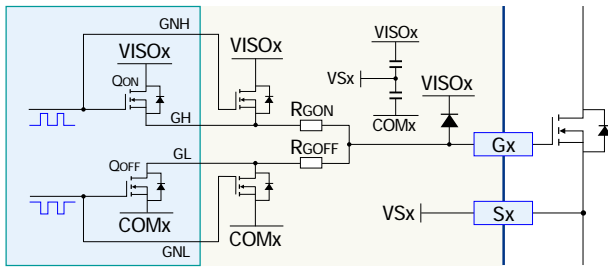 GNH
VISOx
VISOx
VISOx
QON
VSx
VISOx
GH
RGON
COMx
GL
RGOFF
Gx
QOFF
VSx
Sx
COMx
COMx
GNL